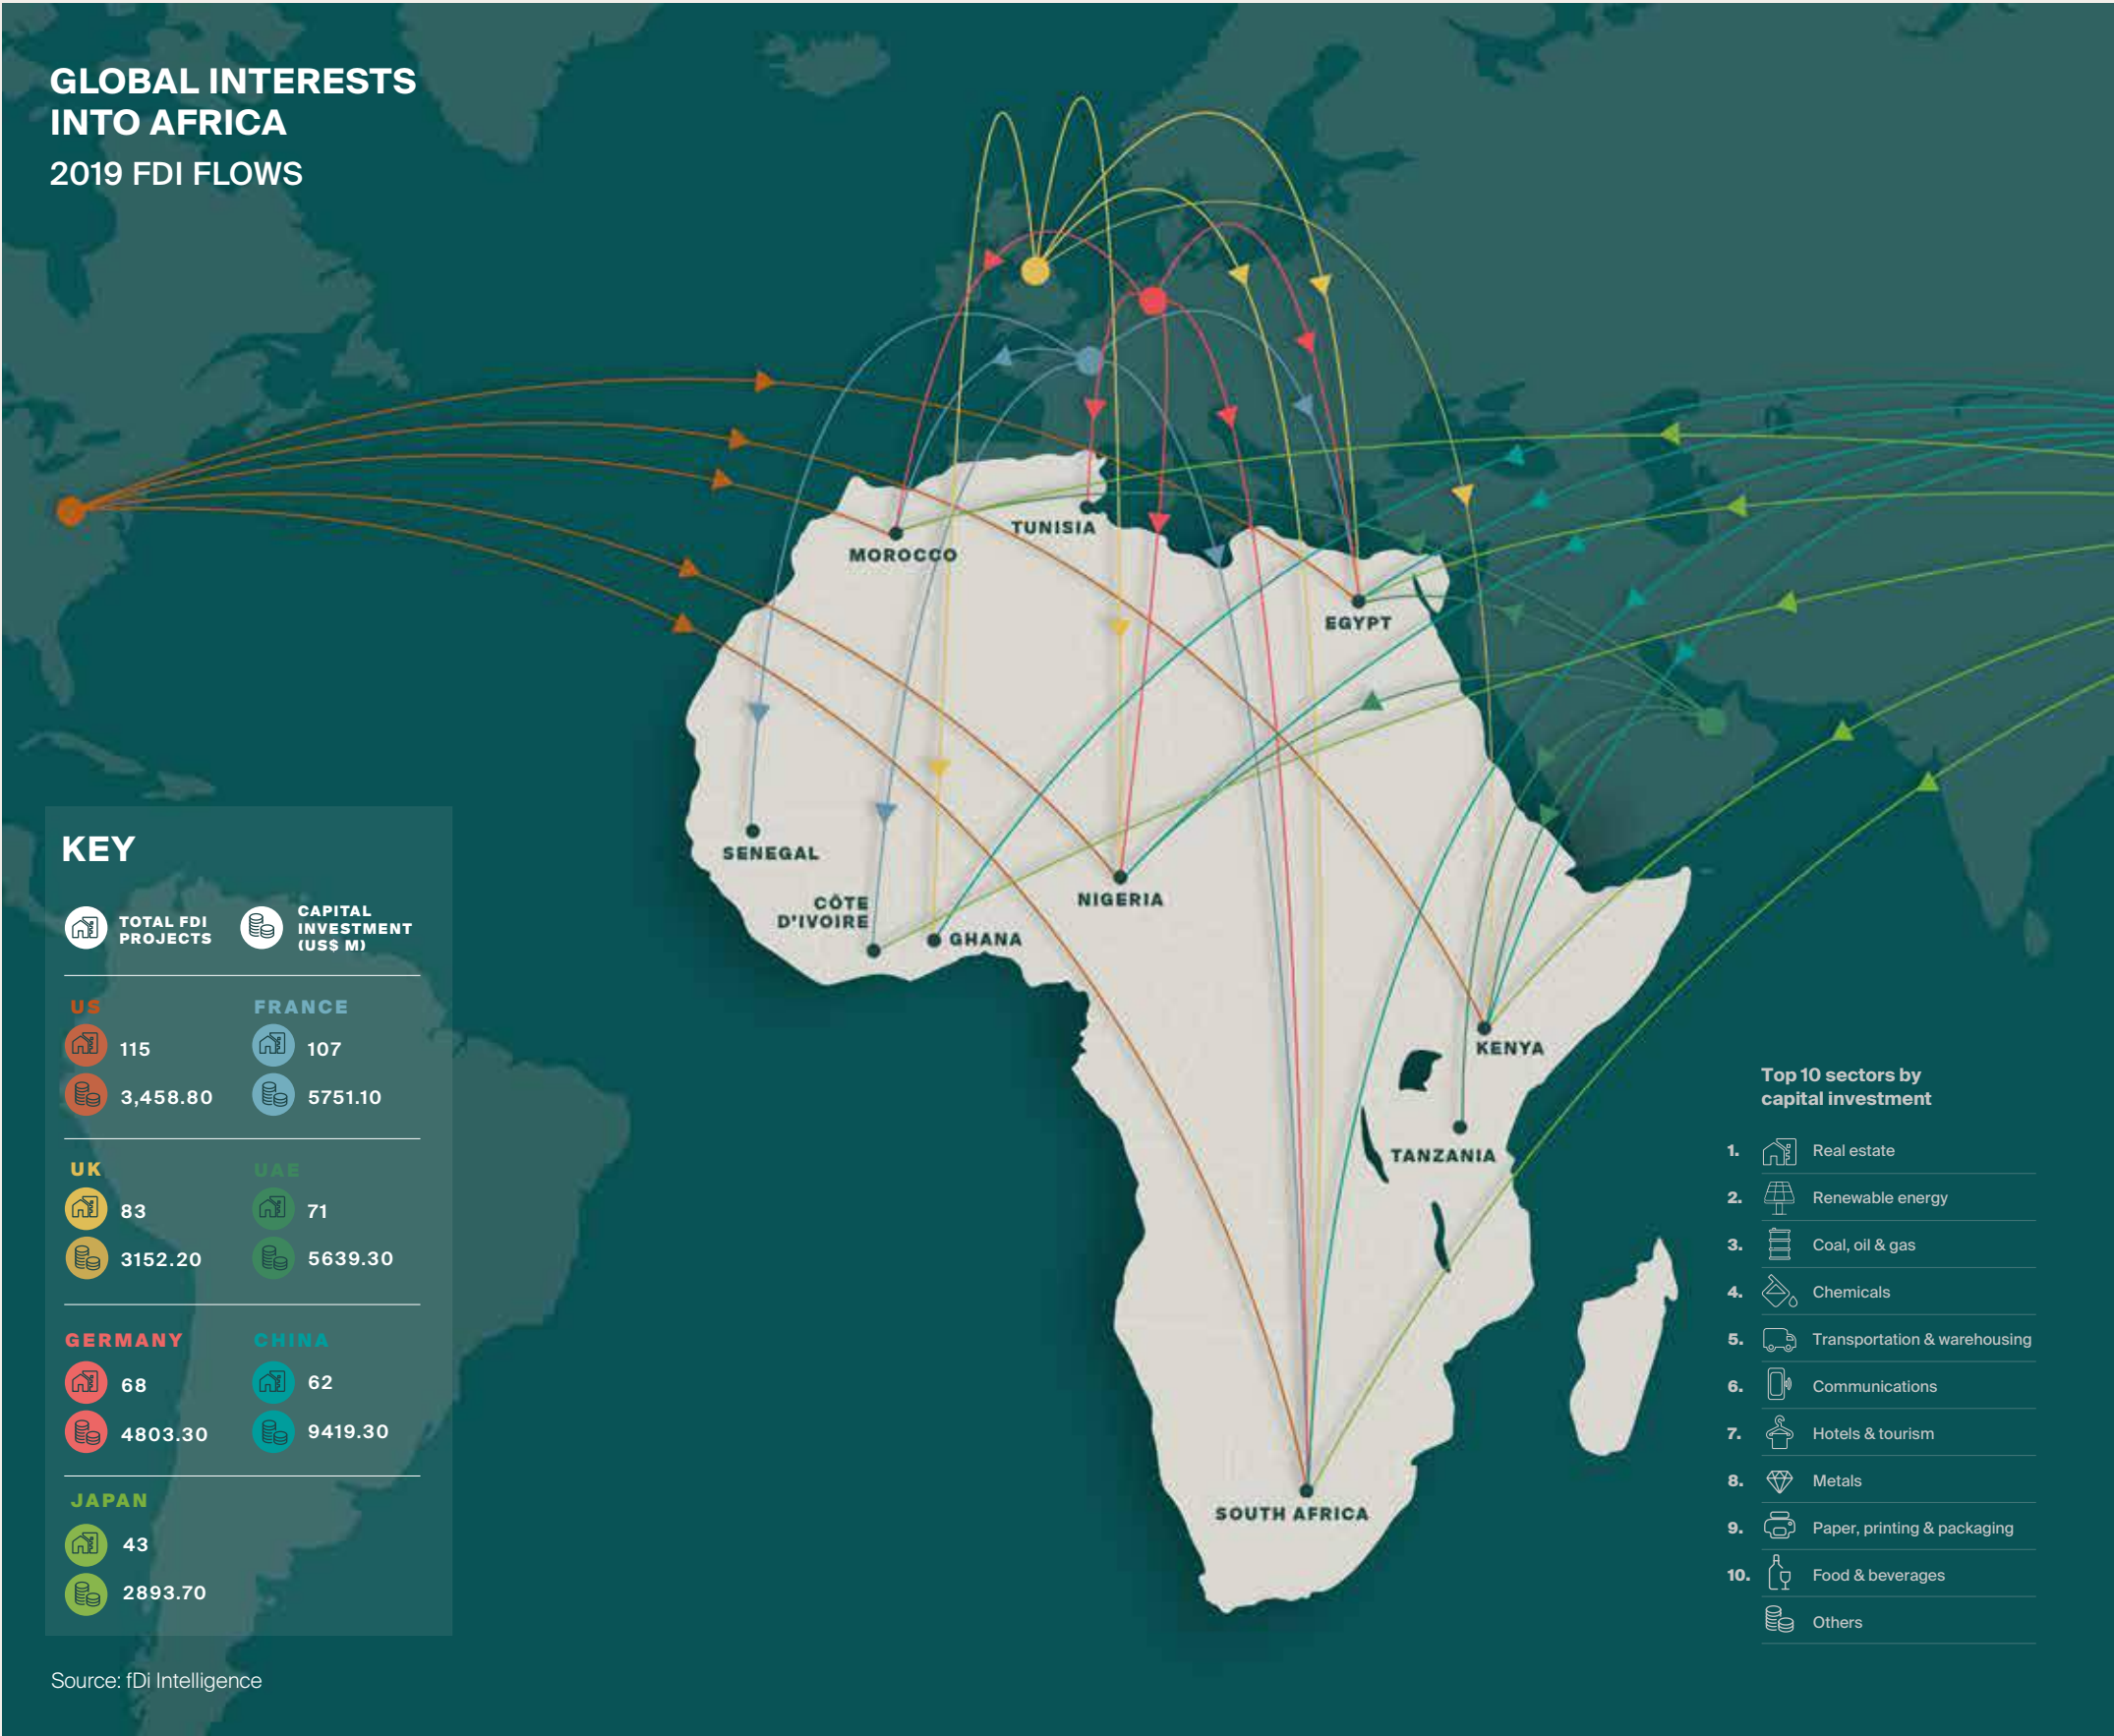 GLOBAL INTERESTS
INTO AFRICA
2019 FDI FLOWS
MOROCCO
TUNISIA
EGYPT
SENEGAL
CÔTE
D'IVOIRE
GHANA
NIGERIA
KENYA
TANZANIA
SOUTH AFRICA
KEY
TOTAL FDI
PROJECTS
CAPITAL
INVESTMENT
(US$ M)
US
115
3,458.80
FRANCE
107
5751.10
UK
83
3152.20
UAE
71
5639.30
GERMANY
68
4803.30
CHINA
62
9419.30
JAPAN
43
2893.70
Top 10 sectors by
capital investment
1. Real estate
2. Renewable energy
3. Coal, oil & gas
4. Chemicals
5. Transportation & warehousing
6. Communications
7. Hotels & tourism
8. Metals
9. Paper, printing & packaging
10. Food & beverages
Others
Source: fDi Intelligence